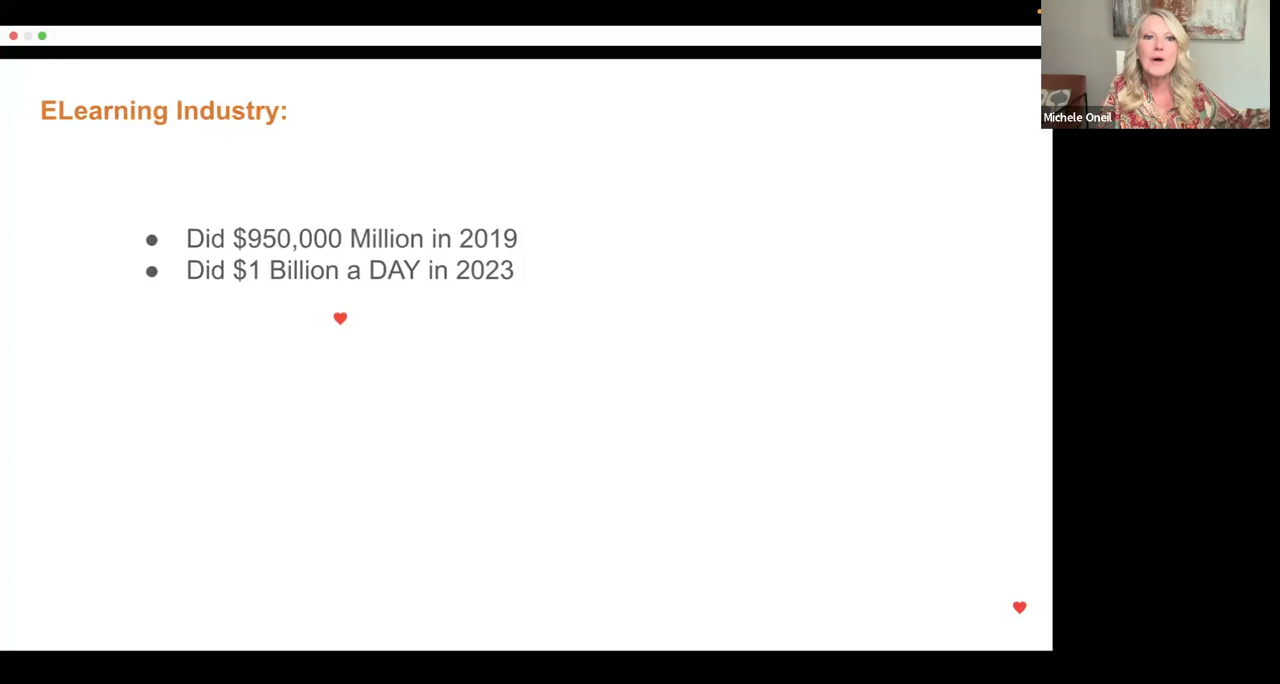 ELearning Industry:
● Did $950,000 Million in 2019
● Did $1 Billion a DAY in 2023
Michele Oneil